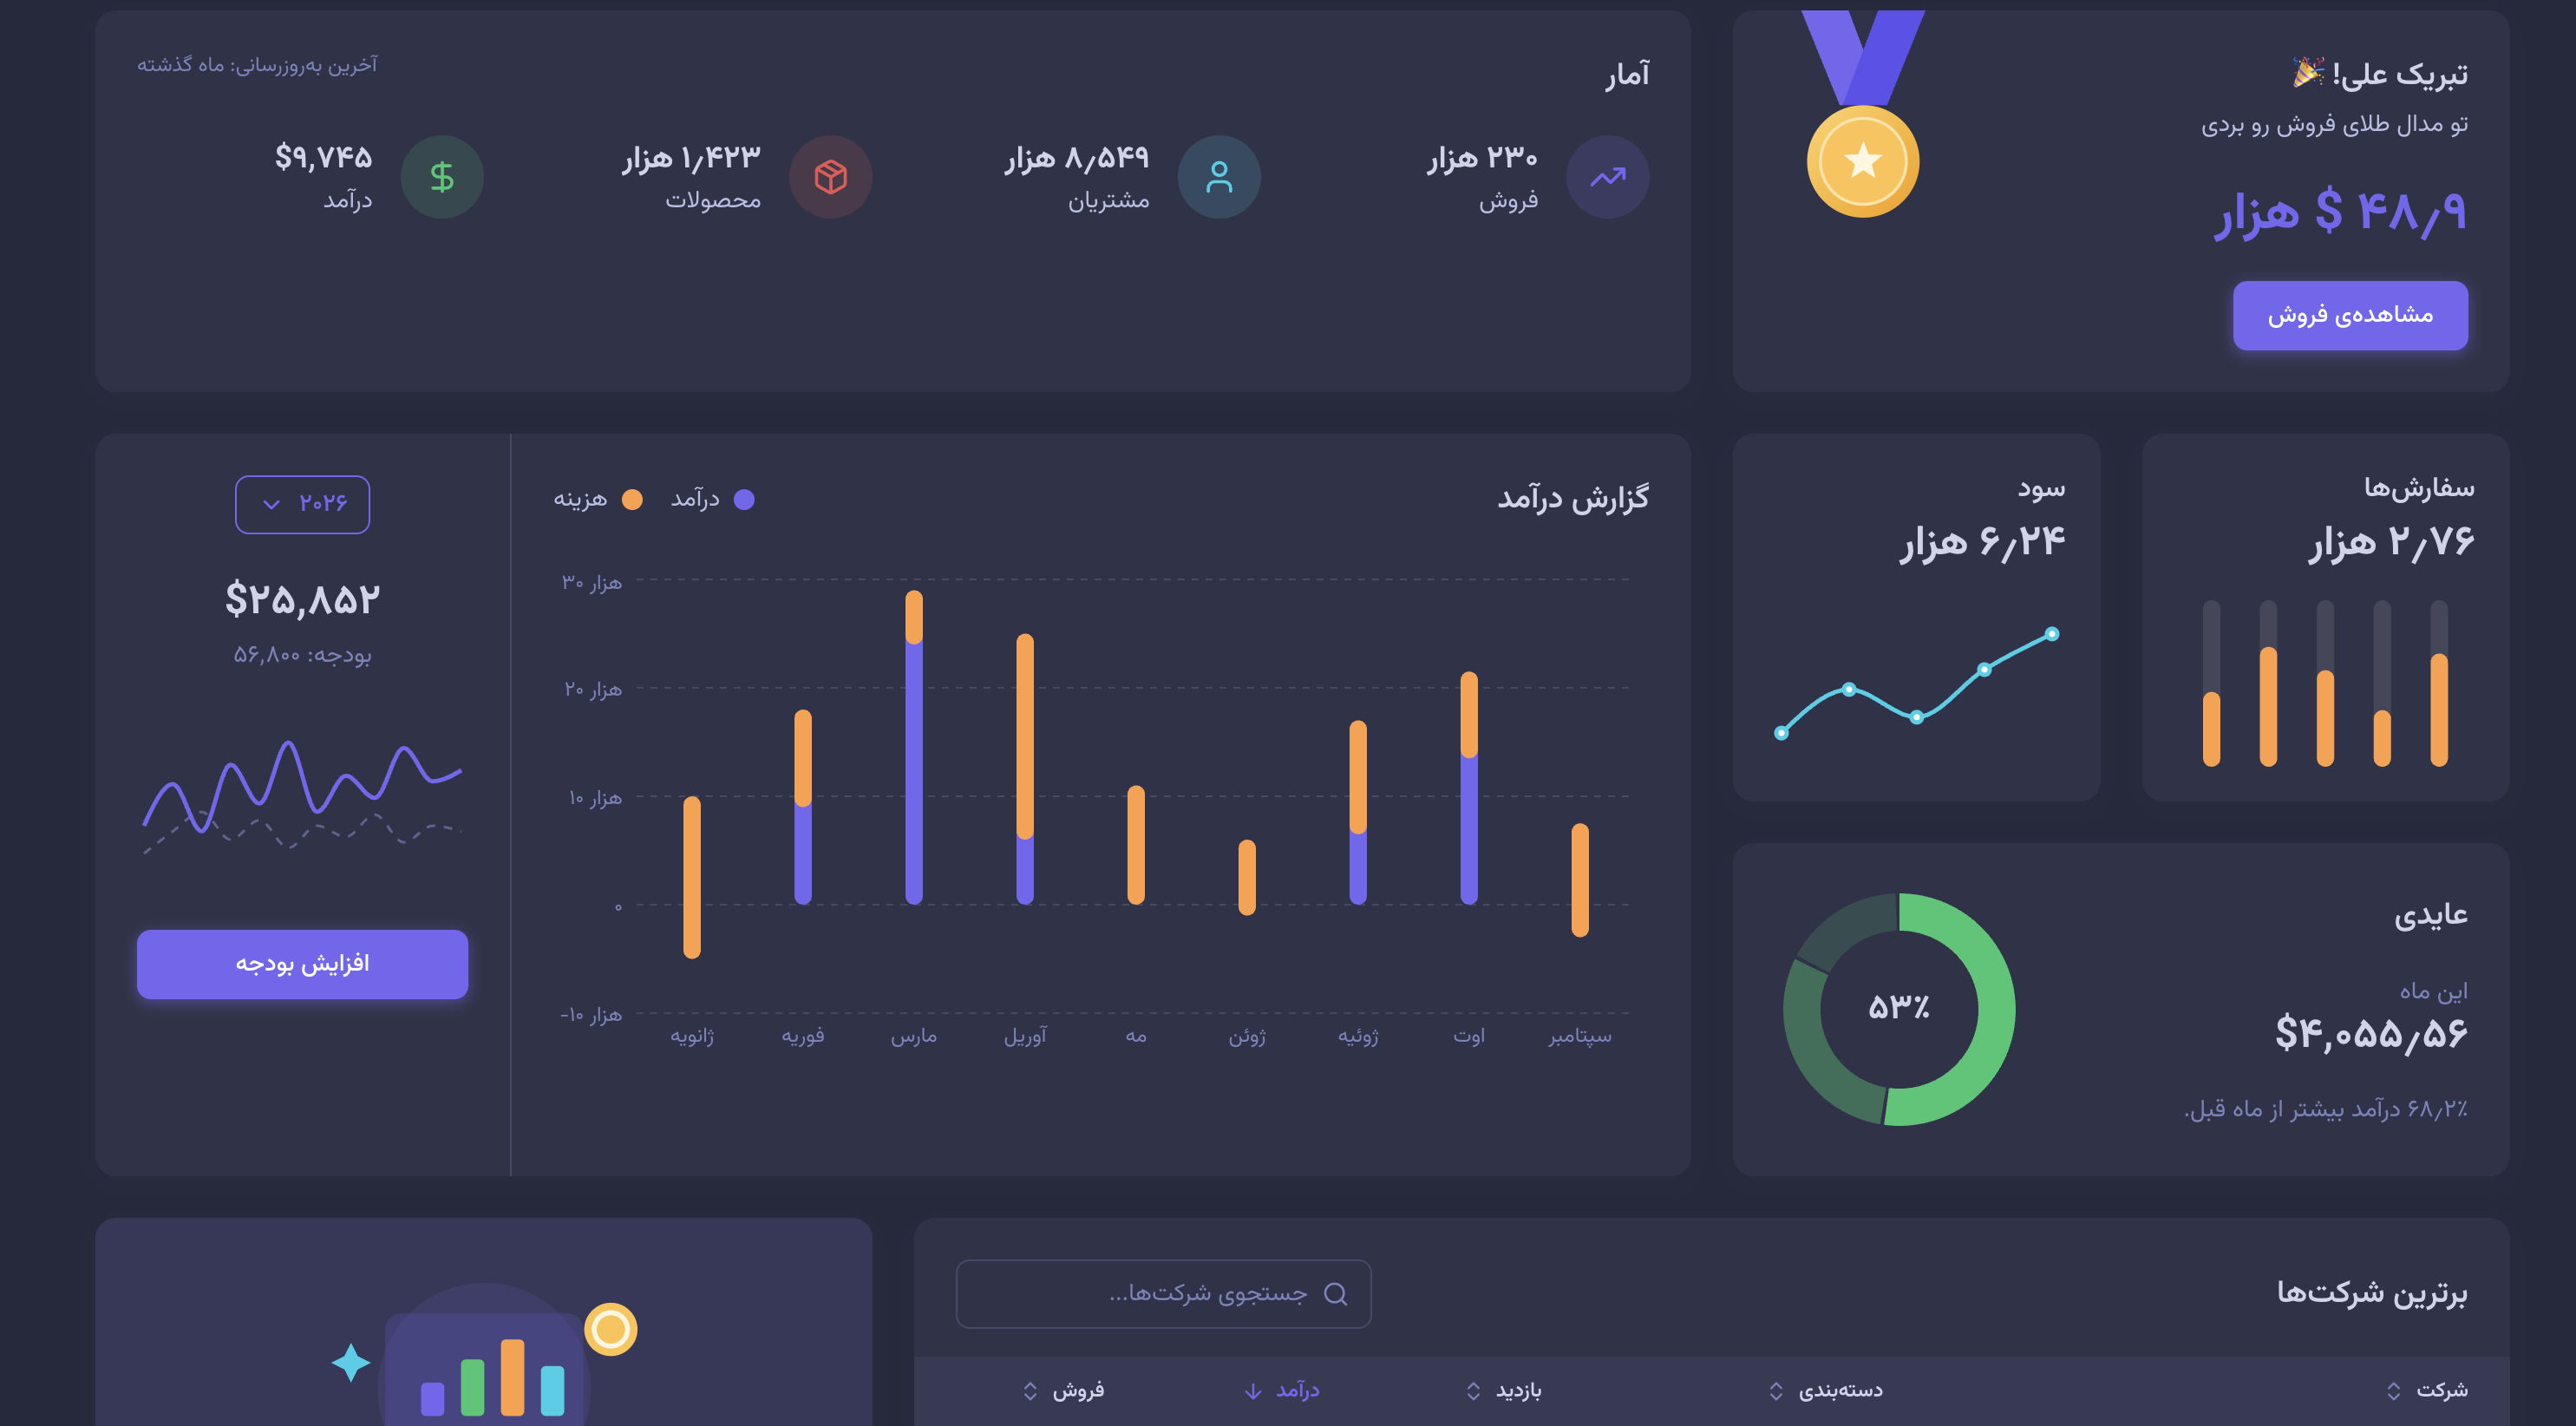 تبریک علی! 🎉
تو مدال طلای فروش رو بردی
۴۸٫۹ $ هزار
مشاهده‌ی فروش
آمار
آخرین به‌روزرسانی: ماه گذشته
۲۳۰ هزار
فروش
۸٫۵۴۹ هزار
مشتریان
۱٫۴۲۳ هزار
محصولات
$۹,۷۴۵
درآمد
سفارش‌ها
۲٫۷۶ هزار
سود
۶٫۲۴ هزار
عایدی
این ماه
$۴,۰۵۵٫۵۶
۶۸٫۲٪ درآمد بیشتر از ماه قبل.
۵۳٪
گزارش درآمد
درآمد
هزینه
۳۰ هزار
۲۰ هزار
۱۰ هزار
۰
-۱۰ هزار
ژانویه
فوریه
مارس
آوریل
مه
ژوئن
ژوئیه
اوت
سپتامبر
۲۰۲۶
$۲۵,۸۵۲
بودجه: ۵۶,۸۰۰
افزایش بودجه
برترین شرکت‌ها
جستجوی شرکت‌ها...
شرکت
دسته‌بندی
بازدید
درآمد
فروش